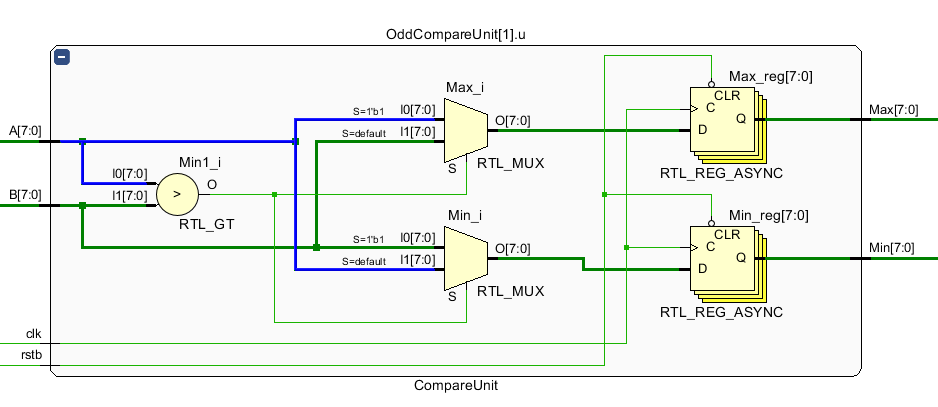 OddCompareUnit[1].u
Max_reg[7:0]
Max_i
CLR
S=1'b1
I0[7:0]
C
Max[7:0]
O[7:0]
Q
A[7:0]
S=default
I1[7:0]
D
Min1_i
S
RTL_MUX
I0[7:0]
O
RTL_REG_ASYNC
B[7:0]
I1[7:0]
>
RTL_GT
Min_i
Min_reg[7:0]
CLR
S=1'b1
I0[7:0]
C
Min[7:0]
O[7:0]
Q
S=default
I1[7:0]
D
S
RTL_MUX
RTL_REG_ASYNC
clk
rstb
CompareUnit